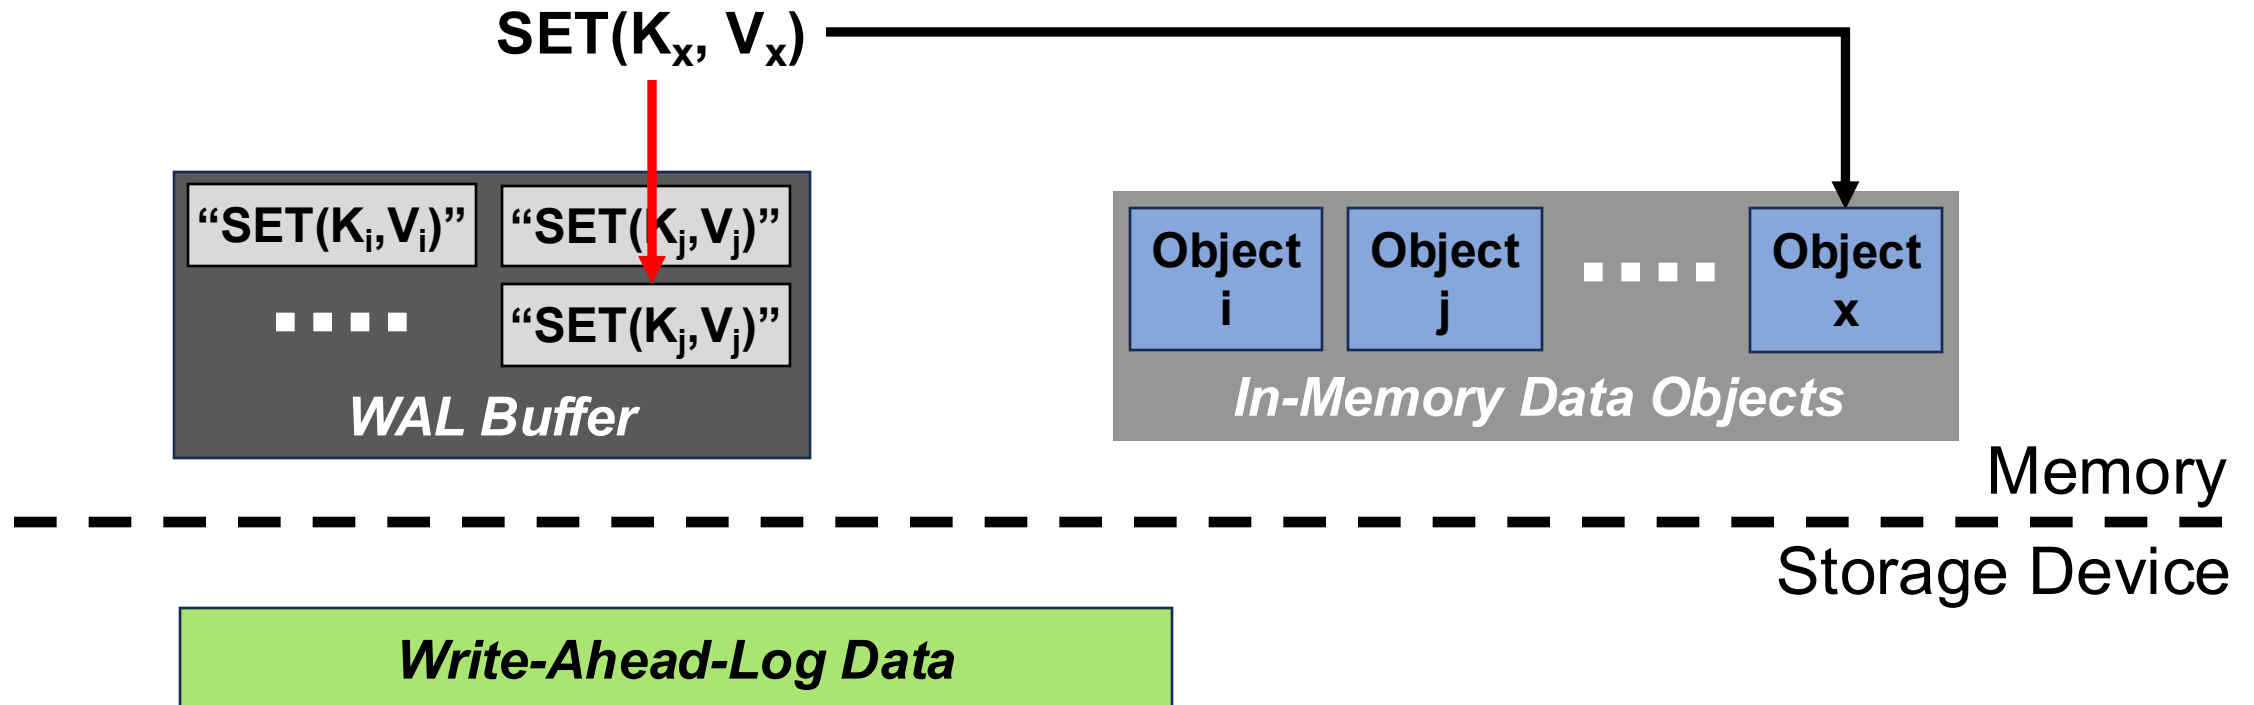 SET(Kx, Vx)
“SET(Ki,Vi)” “SET(Kj,Vj)”
“SET(Kj,Vj)”
WAL Buffer
Object i
Object j
Object x
In-Memory Data Objects
Memory
Storage Device
Write-Ahead-Log Data